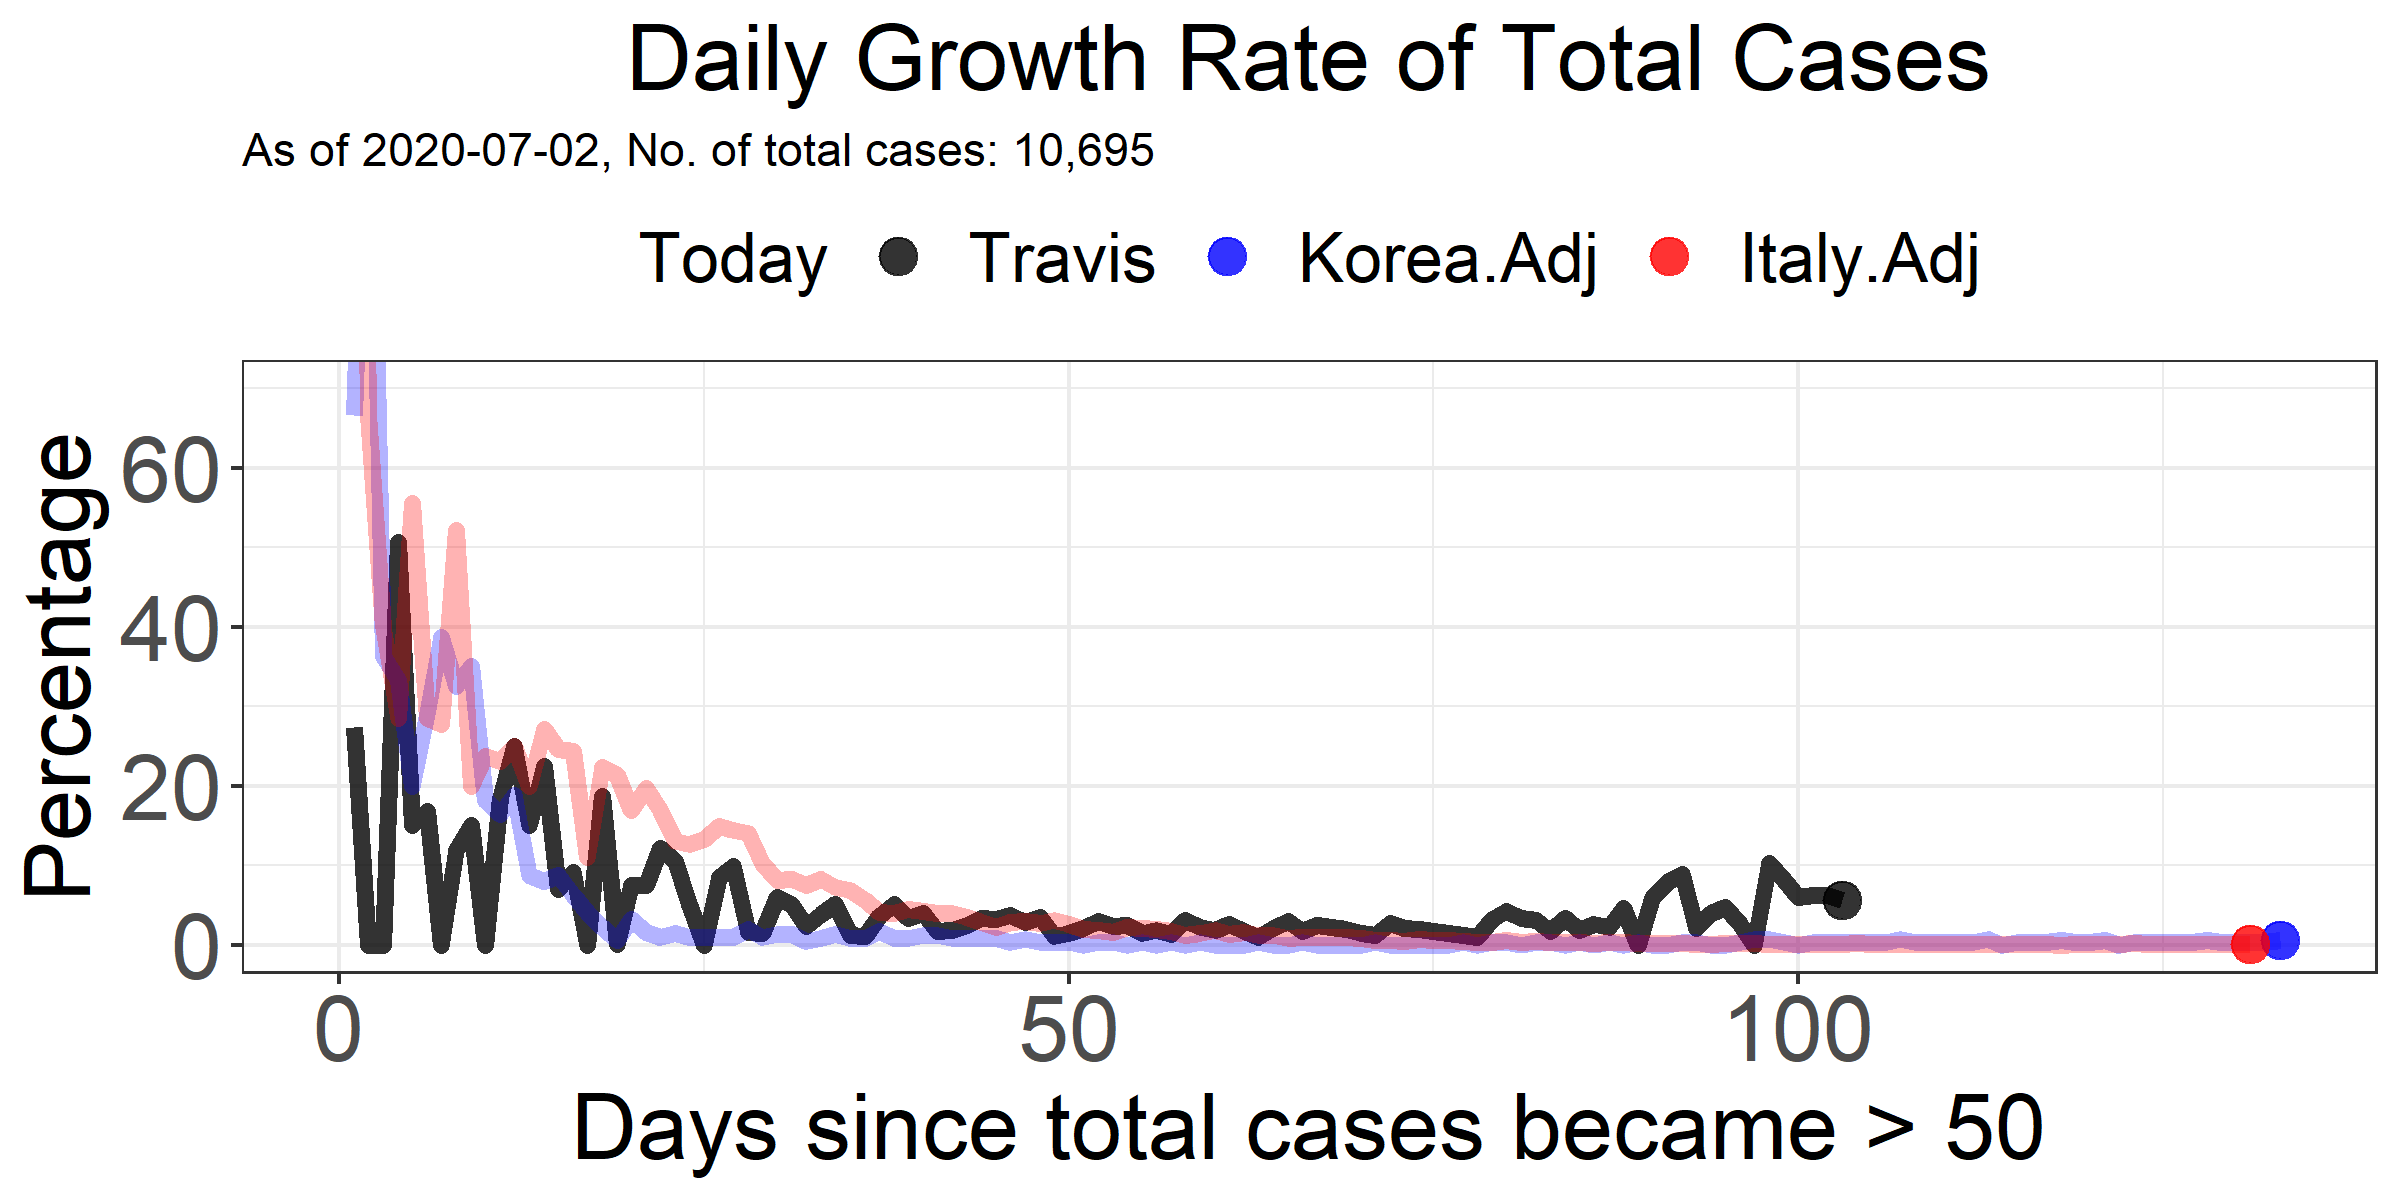 Daily Growth Rate of Total Cases
As of 2020-07-02, No. of total cases: 10,695
Today Travis Korea.Adj Italy.Adj
Percentage
60
40
20
0
0 50 100
Days since total cases became > 50